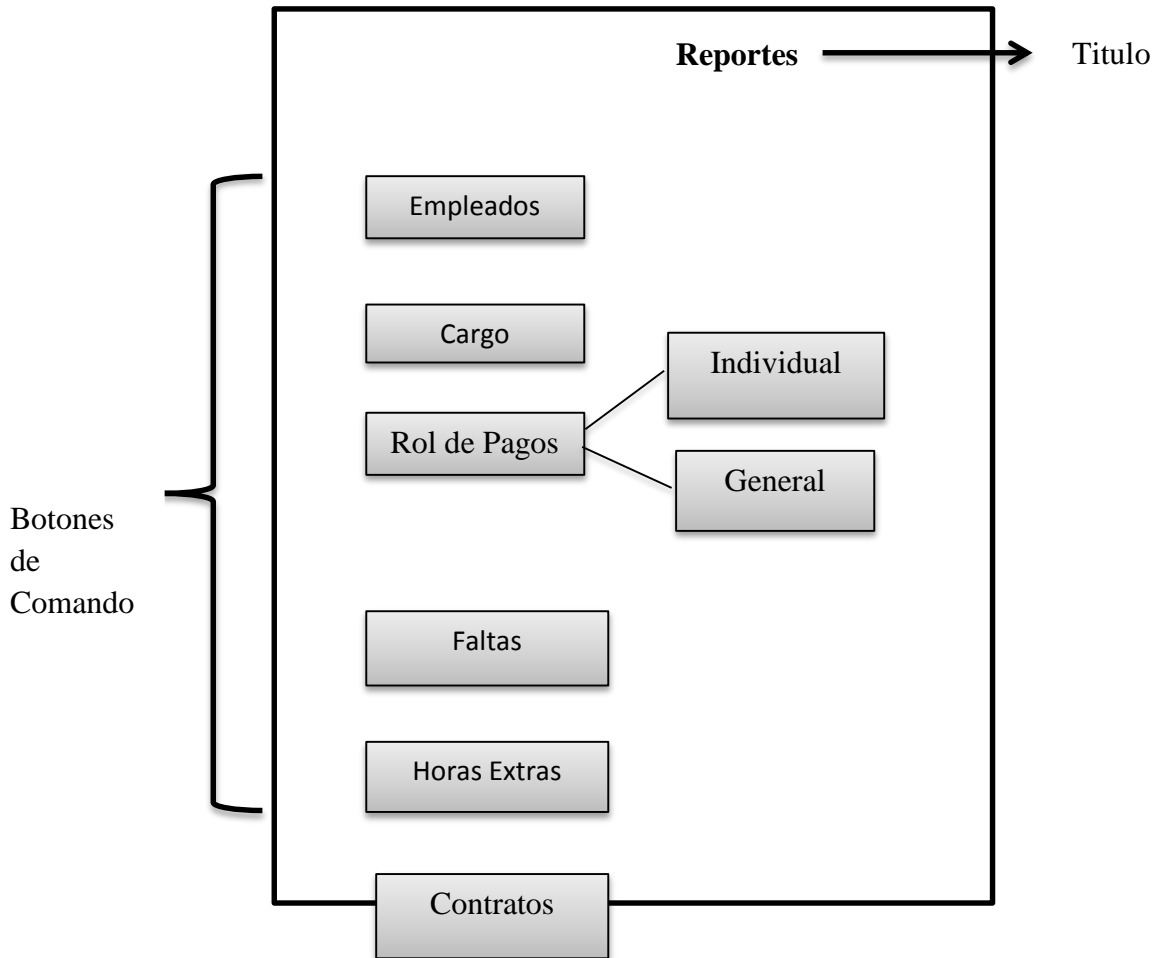 Reportes
Titulo
Empleados
Cargo
Individual
Rol de Pagos
General
Botones
de
Comando
Faltas
Horas Extras
Contratos